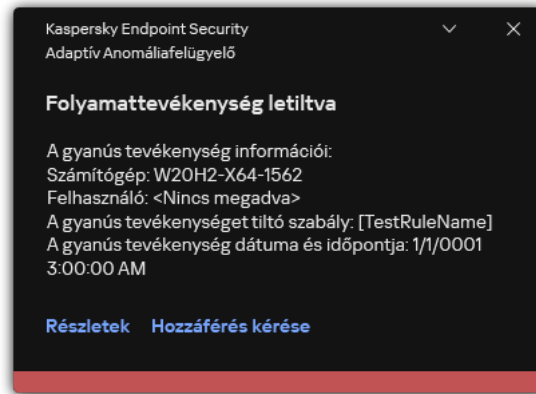 Kaspersky Endpoint Security
Adaptív Anomáliafelügyelő
Folyamattevékenység letiltva
A gyanús tevékenység információi:
Számítógép: W20H2-X64-1562
Felhasználó: <Nincs megadva>
A gyanús tevékenységet tiltó szabály: [TestRuleName]
A gyanús tevékenység dátuma és időpontja: 1/1/0001
3:00:00 AM
Részletek Hozzáférés kérése